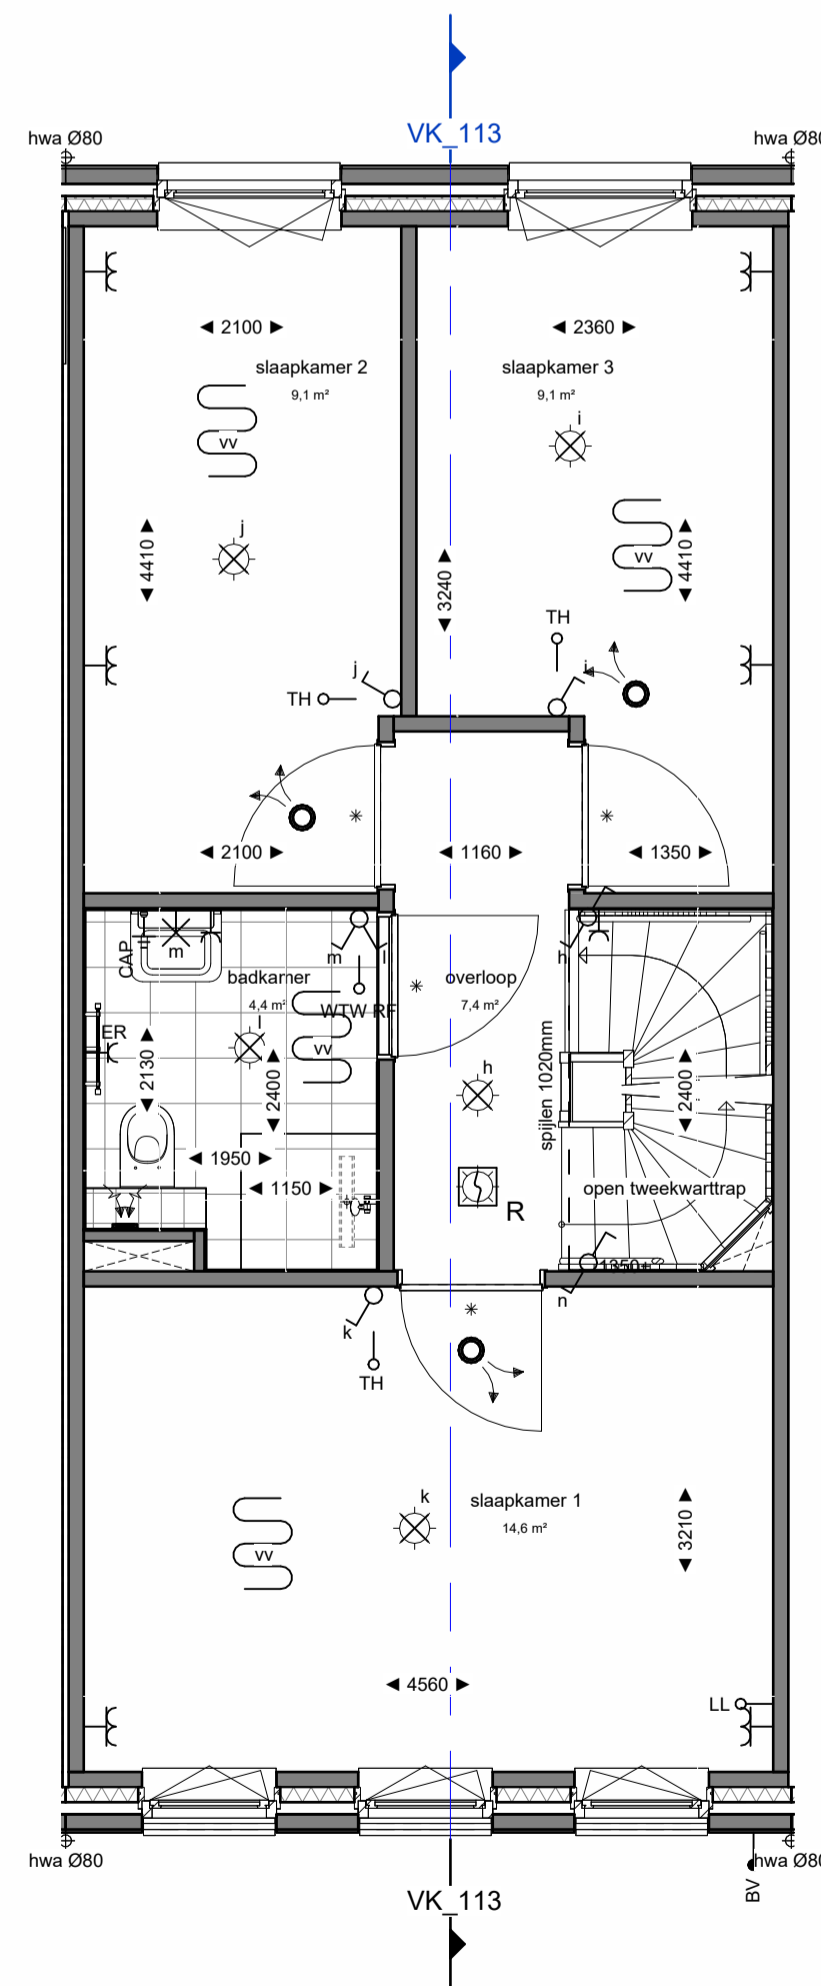 VK_113
hwa Ø80
hwa Ø80
◄ 2100 ►
◄ 2360 ►
slaapkamer 2
9,1 m²
slaapkamer 3
9,1 m²
i
vv
j
◄ 4410 ►
◄ 3240 ►
vv
◄ 4410 ►
TH
j
i
TH
◄ 2100 ►
◄ 1160 ►
◄ 1350 ►
CAP
m
m
l
h
badkamer
4,4 m²
overloop
7,4 m²
WTW RF
ER
l
vv
◄ 2130 ►
◄ 2400 ►
h
spijlen 1020mm
◄ 2400 ►
◄ 1950 ►
◄ 1150 ►
open tweekwarttrap
R
1350+
n
k
TH
k
slaapkamer 1
14,6 m²
vv
◄ 3210 ►
◄ 4560 ►
LL
hwa Ø80
hwa Ø80
BV
VK_113